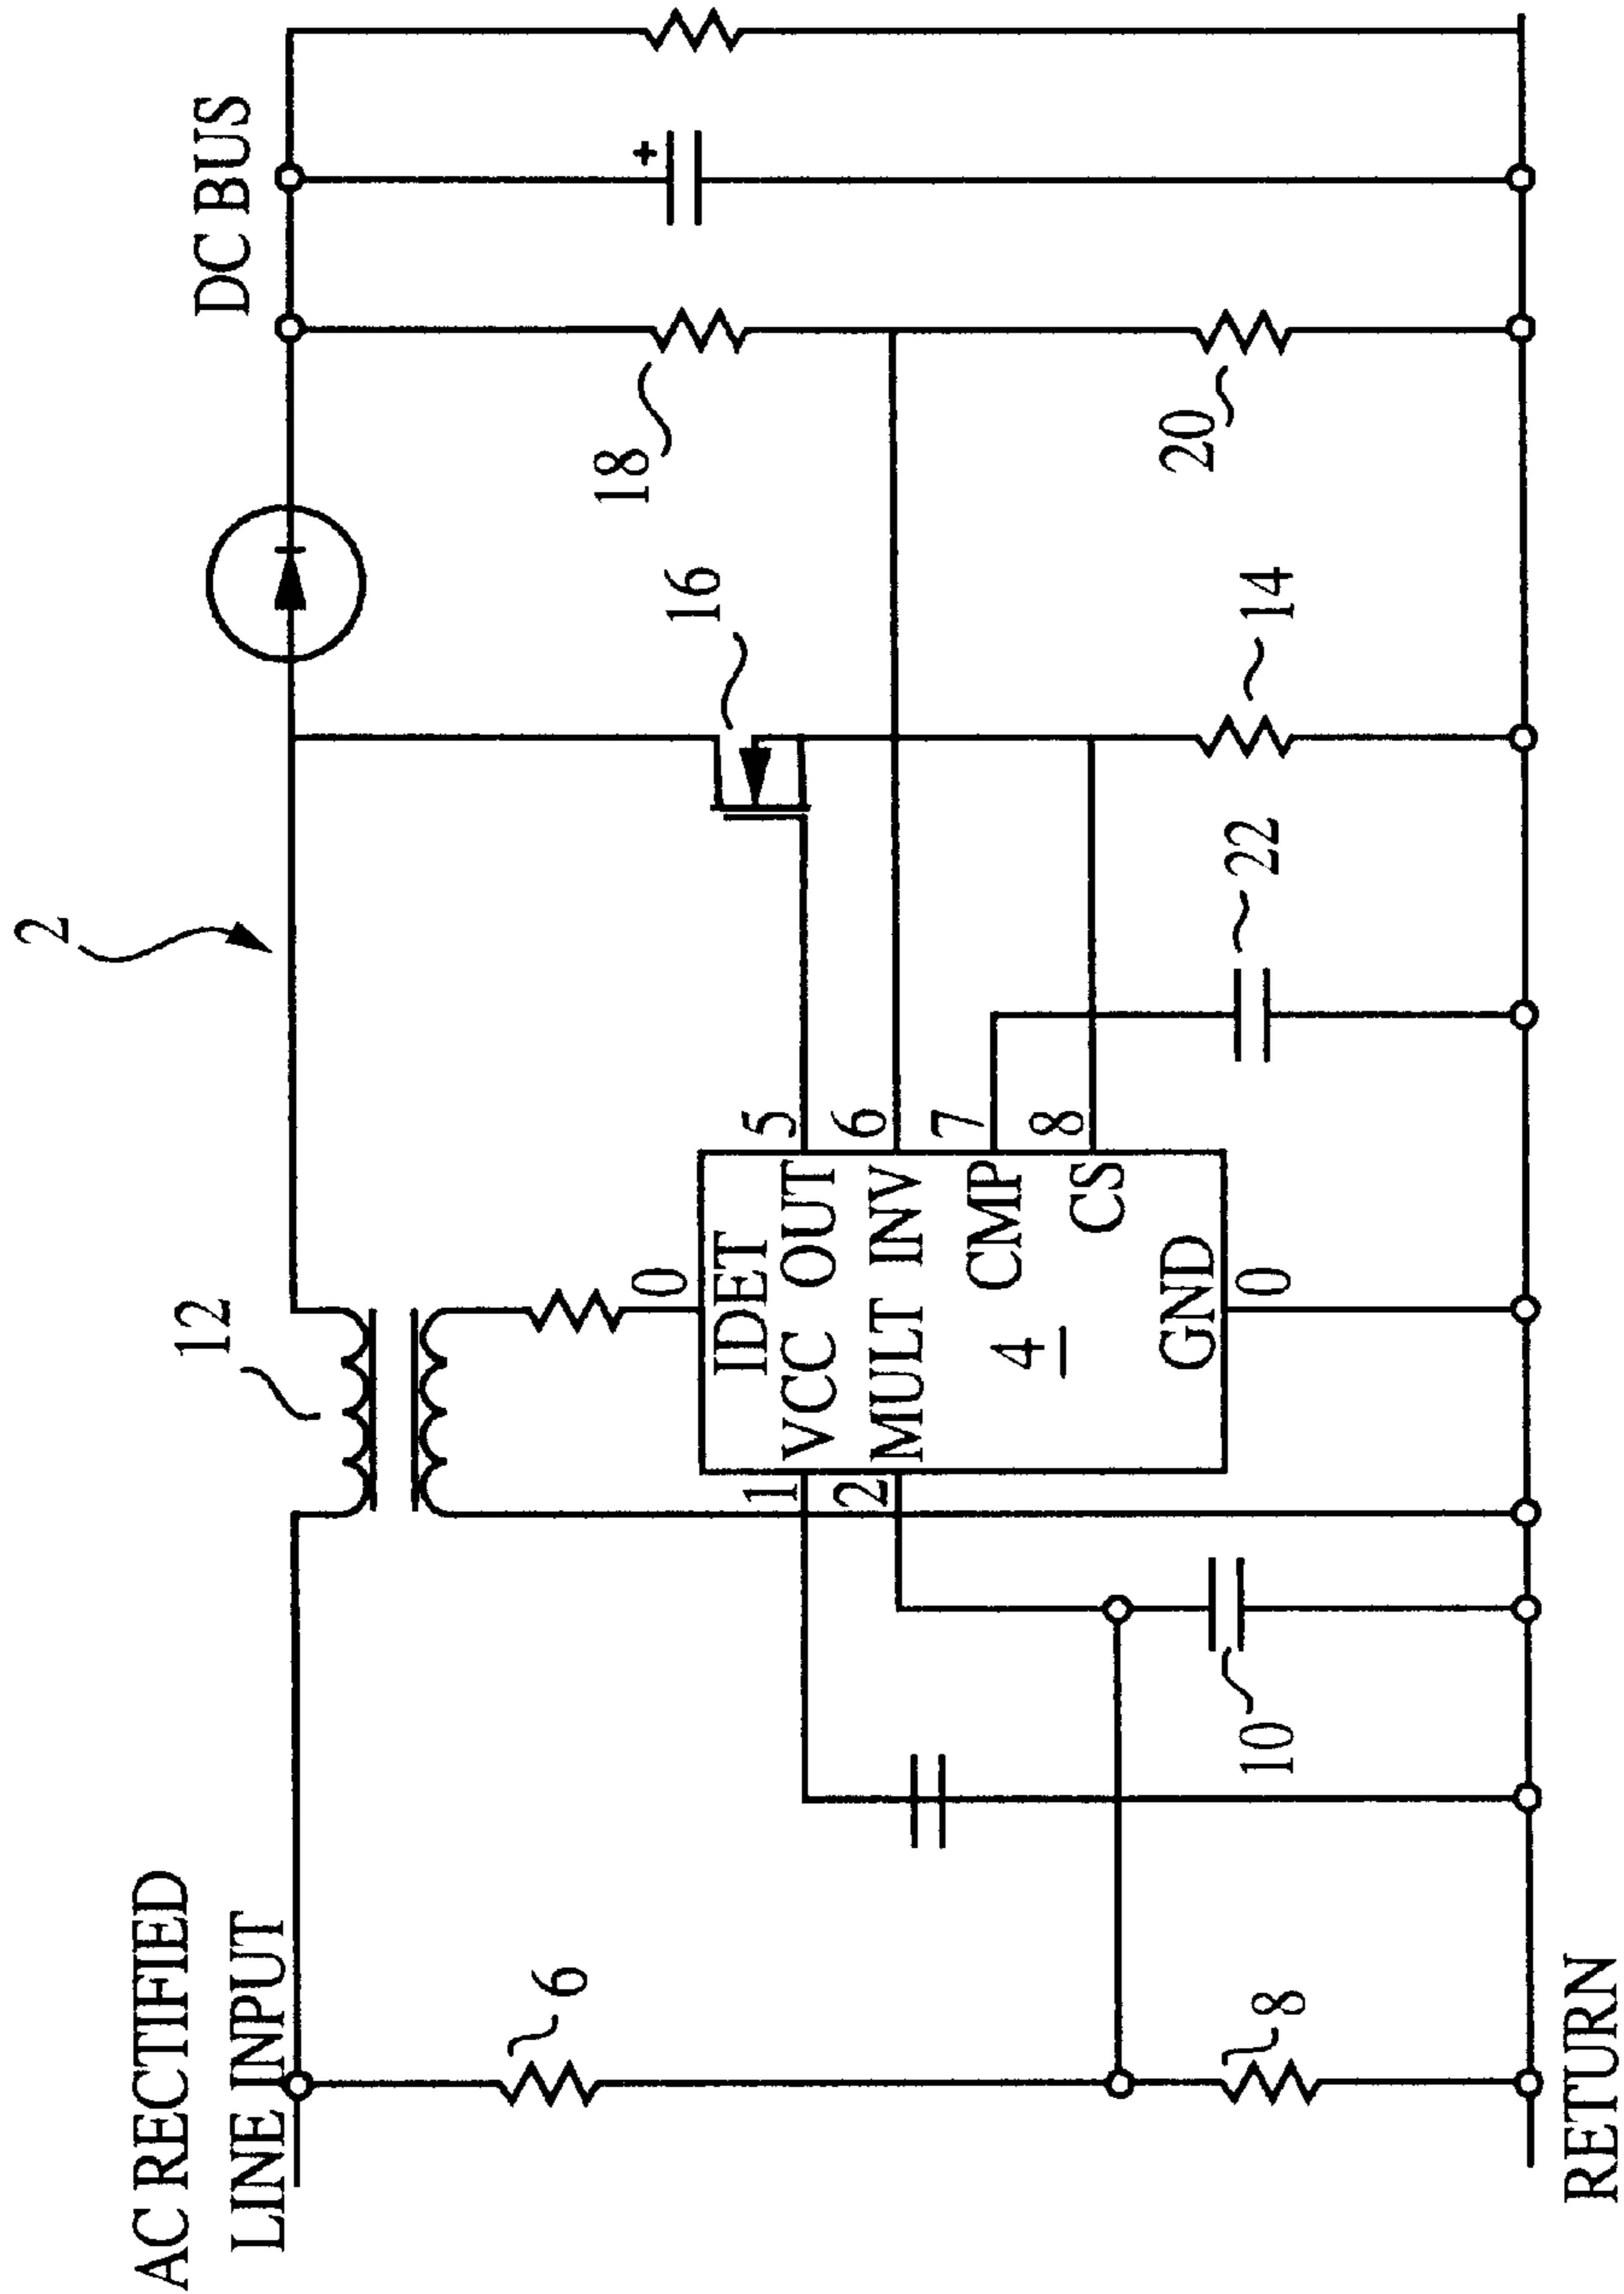 AC RECTIFIED
LINE INPUT
2
12
DC BUS
16
18
6
0
IDET
1 VCC OUT 5
2 MULT INV 6
4
CMP 7
CS 8
GND
0
10
22
14
20
8
RETURN
+